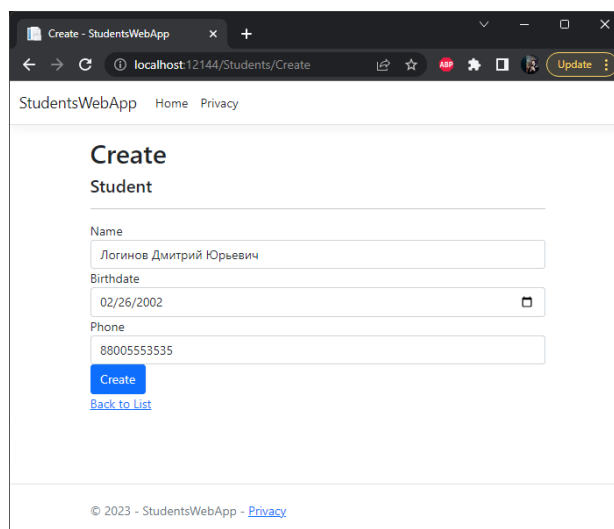 Create - StudentsWebApp
localhost:12144/Students/Create
ABP
Update
StudentsWebApp Home Privacy
Create
Student
Name
Логинов Дмитрий Юрьевич
Birthdate
02/26/2002
Phone
88005553535
Create
Back to List
© 2023 - StudentsWebApp - Privacy